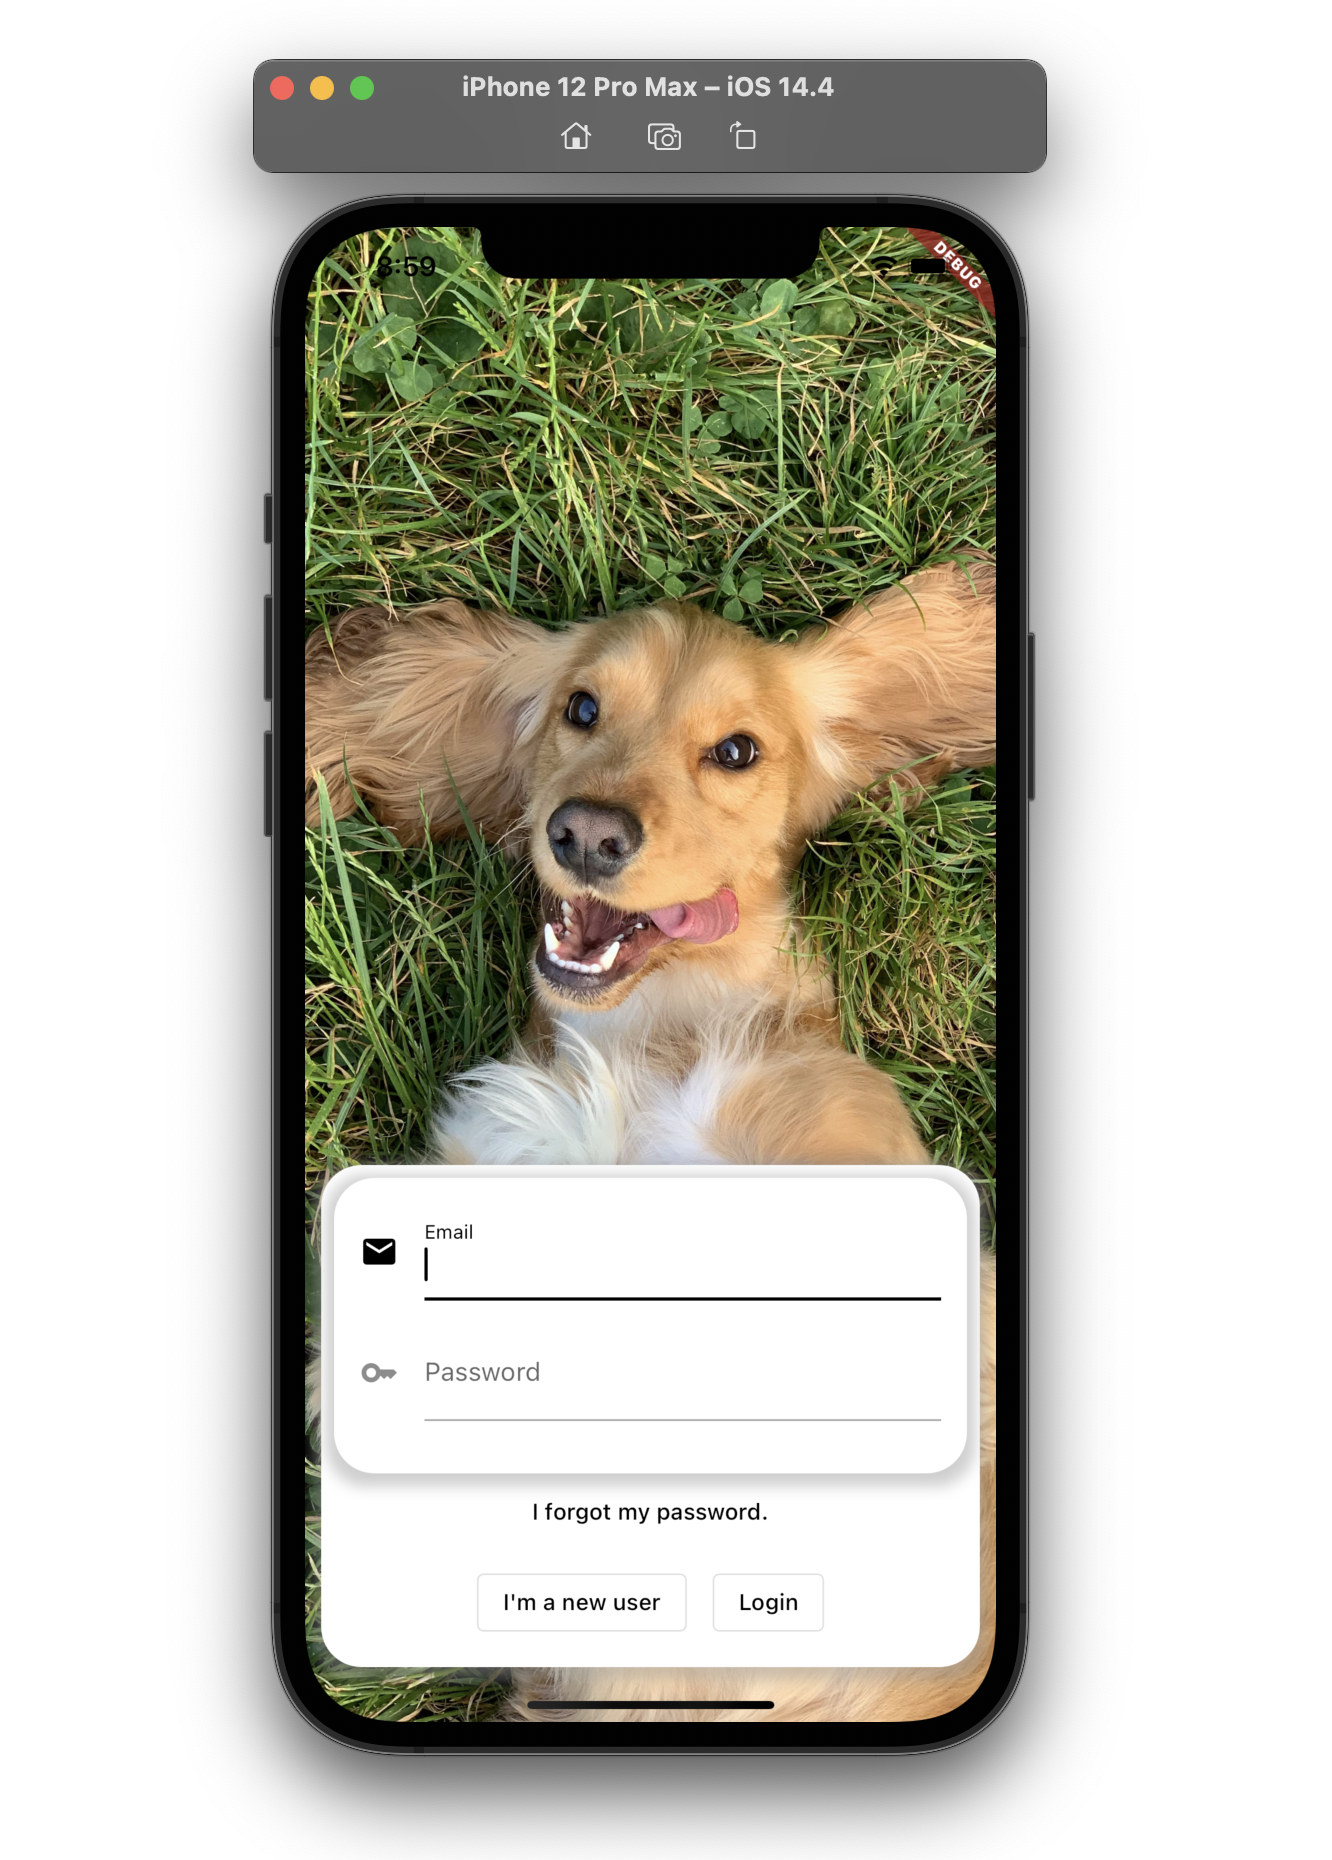 iPhone 12 Pro Max – iOS 14.4
8:59
DEBUG
Email
Password
I forgot my password.
I'm a new user
Login